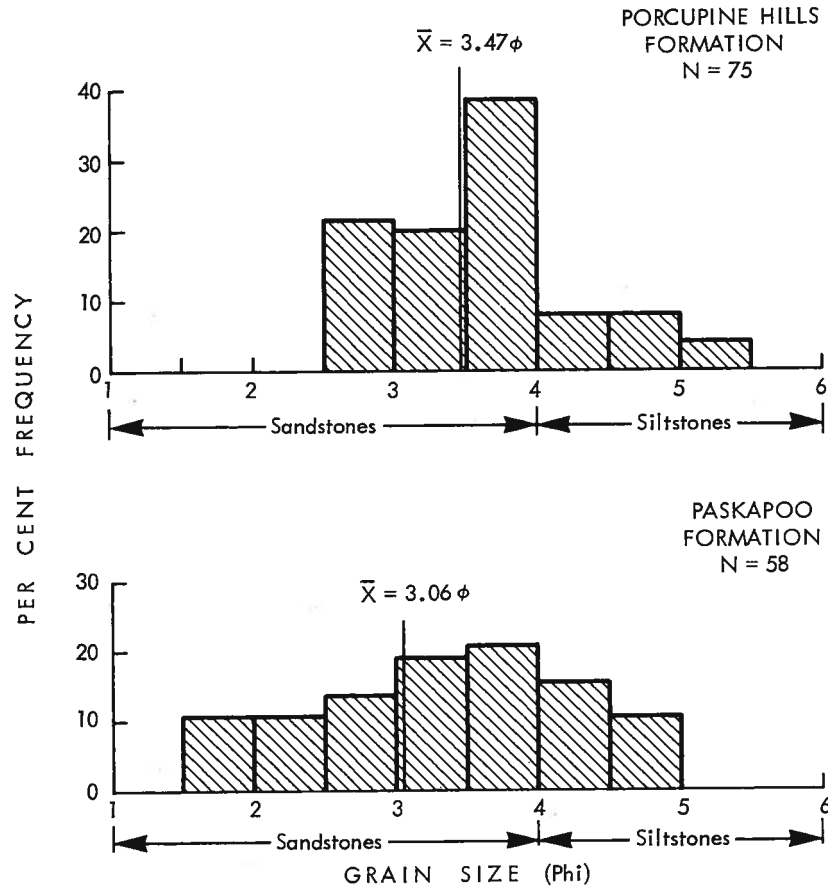 PORCUPINE HILLS
FORMATION
N = 75
X̅ = 3.47ϕ
40
30
20
10
0
1
2
3
4
5
6
Sandstones
Siltstones
PER CENT FREQUENCY
PASKAPOO
FORMATION
N = 58
X̅ = 3.06ϕ
30
20
10
0
1
2
3
4
5
6
Sandstones
Siltstones
GRAIN SIZE (Phi)